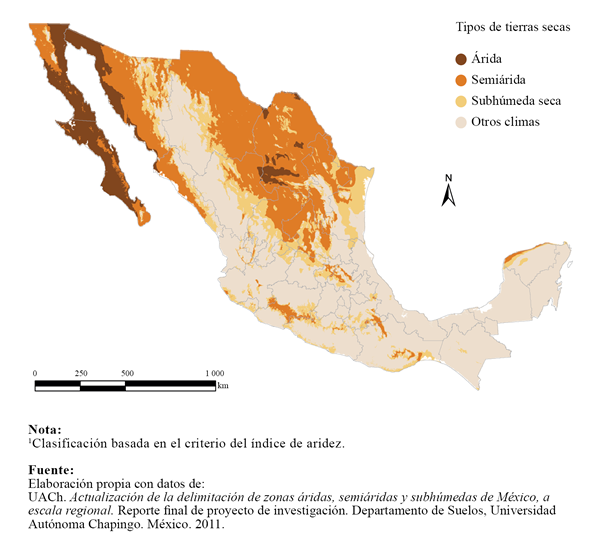 Tipos de tierras secas
Árida
Semiárida
Subhúmeda seca
Otros climas
N
0 250 500 1 000
km
Nota:
¹Clasificación basada en el criterio del índice de aridez.
Fuente:
Elaboración propia con datos de:
UACh. Actualización de la delimitación de zonas áridas, semiáridas y subhúmedas de México, a
escala regional. Reporte final de proyecto de investigación. Departamento de Suelos, Universidad
Autónoma Chapingo. México. 2011.